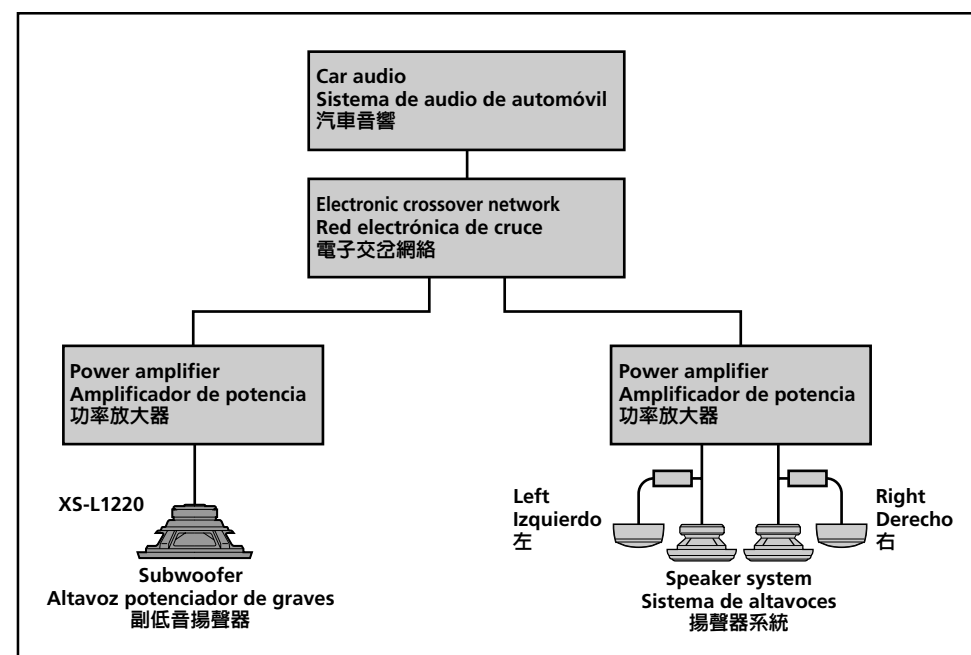 Car audio
Sistema de audio de automóvil
汽車音響
Electronic crossover network
Red electrónica de cruce
電子交岔網絡
Power amplifier
Amplificador de potencia
功率放大器
Power amplifier
Amplificador de potencia
功率放大器
XS-L1220
Subwoofer
Altavoz potenciador de graves
副低音揚聲器
Left
Izquierdo
左
Right
Derecho
右
Speaker system
Sistema de altavoces
揚聲器系統